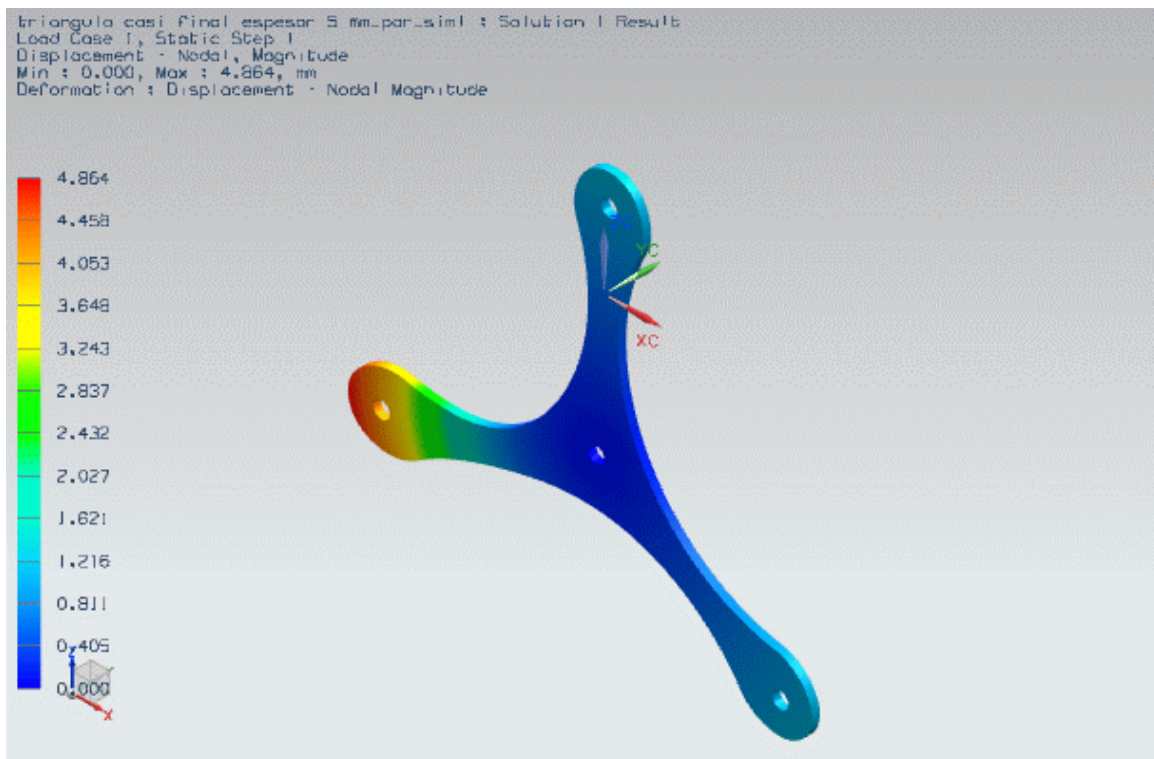 triangulo casi final espesor 5 mm_par_sim1 : Solution 1 Result
Load Case 1, Static Step 1
Displacement - Nodal, Magnitude
Min : 0.000, Max : 4.864, mm
Deformation : Displacement - Nodal Magnitude
4.864
4.458
4.053
3.648
3.243
2.837
2.432
2.027
1.621
1.216
0.811
0.405
0.000
ZC
YC
XC
Z
X